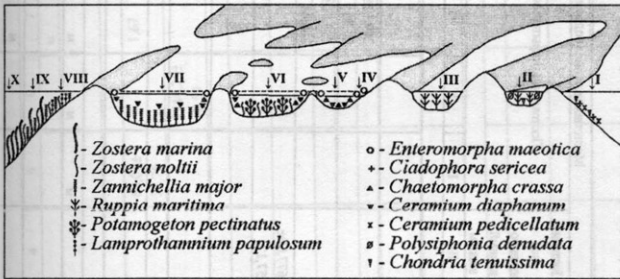 X IX VIII VII VI V IV III II I
- Zostera marina
- Zostera noltii
- Zannichellia major
- Ruppia maritima
- Potamogeton pectinatus
- Lamprothamnium papulosum
- Enteromorpha maeotica
- Ciadophora sericea
- Chaetomorpha crassa
- Ceramium diaphanum
- Ceramium pedicellatum
- Polysiphonia denudata
- Chondria tenuissima